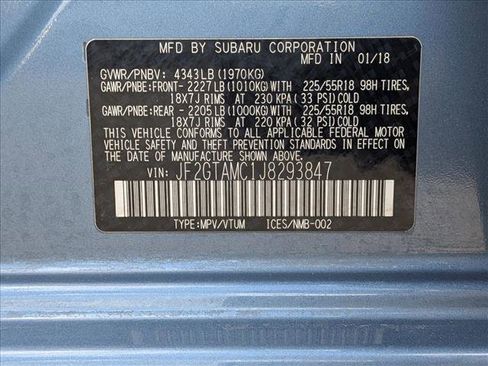 MFD BY SUBARU CORPORATION
MFD IN 01/18
GVWR/PNBV: 4343LB (1970KG)
GAWR/PNBE:FRONT- 2227LB (1010KG)WITH 225/55R18 98H TIRES,
18X7J RIMS AT 230 KPA (33 PSI)COLD
GAWR/PNBE:REAR - 2205LB (1000KG)WITH 225/55R18 98H TIRES,
18X7J RIMS AT 220 KPA (32 PSI)COLD
THIS VEHICLE CONFORMS TO ALL APPLICABLE FEDERAL MOTOR
VEHICLE SAFETY AND THEFT PREVENTION STANDARDS IN EFFECT ON
THE DATE OF MANUFACTURE SHOWN ABOVE.
VIN: JF2GTAMC1J8293847
TYPE:MPV/VTUM ICES/NMB-002